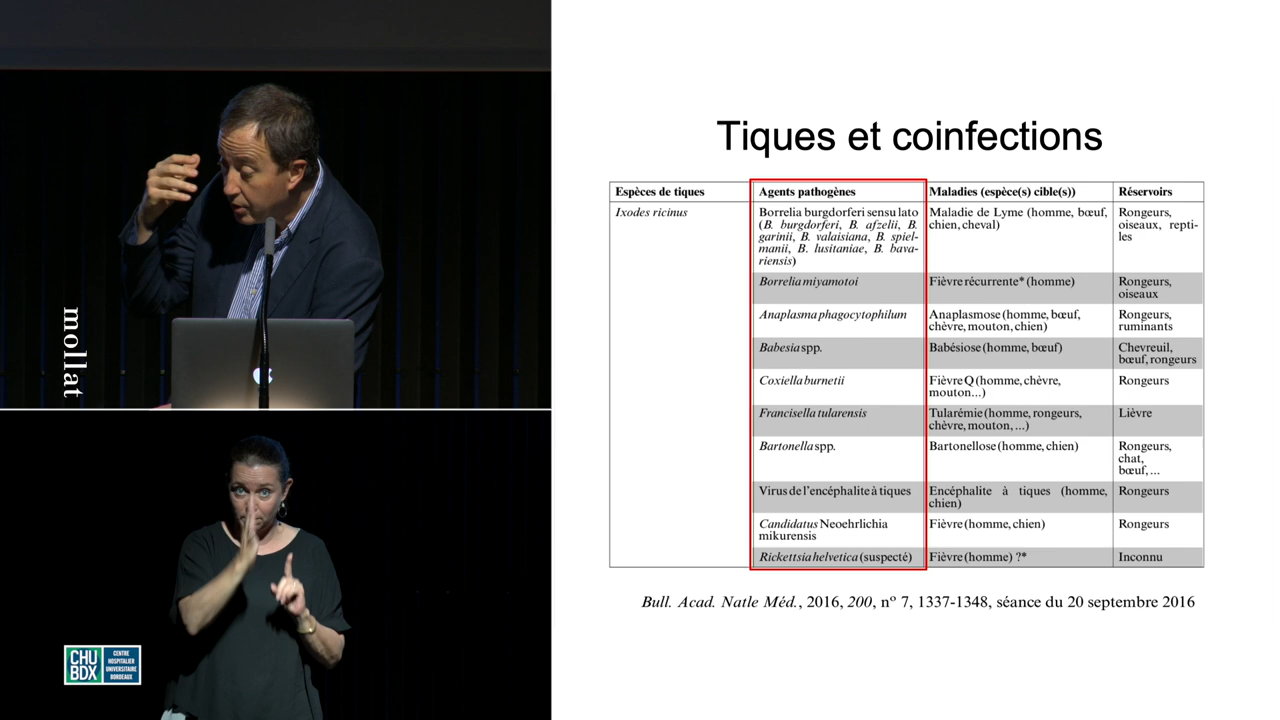 mollat
CHU
BDX
CENTRE
HOSPITALIER
UNIVERSITAIRE
BORDEAUX
Tiques et coinfections
Espèces de tiques
Agents pathogènes
Maladies (espèce(s) cible(s))
Réservoirs
Ixodes ricinus
Borrelia burgdorferi sensu lato
(B. burgdorferi, B. afzelii, B.
garinii, B. valaisiana, B. spiel-
manii, B. lusitaniae, B. bava-
riensis)
Maladie de Lyme (homme, bœuf,
chien, cheval)
Rongeurs,
oiseaux, repti-
les
Borrelia miyamotoi
Fièvre récurrente* (homme)
Rongeurs,
oiseaux
Anaplasma phagocytophilum
Anaplasmose (homme, bœuf,
chèvre, mouton, chien)
Rongeurs,
ruminants
Babesia spp.
Babésiose (homme, bœuf)
Chevreuil,
bœuf, rongeurs
Coxiella burnetii
Fièvre Q (homme, chèvre,
mouton...)
Rongeurs
Francisella tularensis
Tularémie (homme, rongeurs,
chèvre, mouton, ...)
Lièvre
Bartonella spp.
Bartonellose (homme, chien)
Rongeurs,
chat,
bœuf, ...
Virus de l'encéphalite à tiques
Encéphalite à tiques (homme,
chien)
Rongeurs
Candidatus Neoehrlichia
mikurensis
Fièvre (homme, chien)
Rongeurs
Rickettsia helvetica (suspecté)
Fièvre (homme) ?*
Inconnu
Bull. Acad. Natle Méd., 2016, 200, n° 7, 1337-1348, séance du 20 septembre 2016